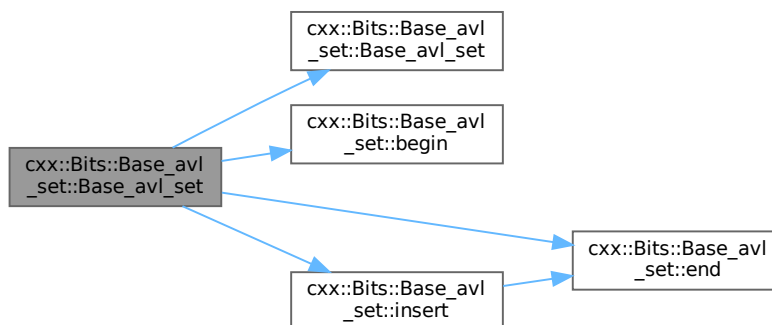 cxx::Bits::Base_avl
_set::Base_avl_set
cxx::Bits::Base_avl
_set::begin
cxx::Bits::Base_avl
_set::Base_avl_set
cxx::Bits::Base_avl
_set::end
cxx::Bits::Base_avl
_set::insert